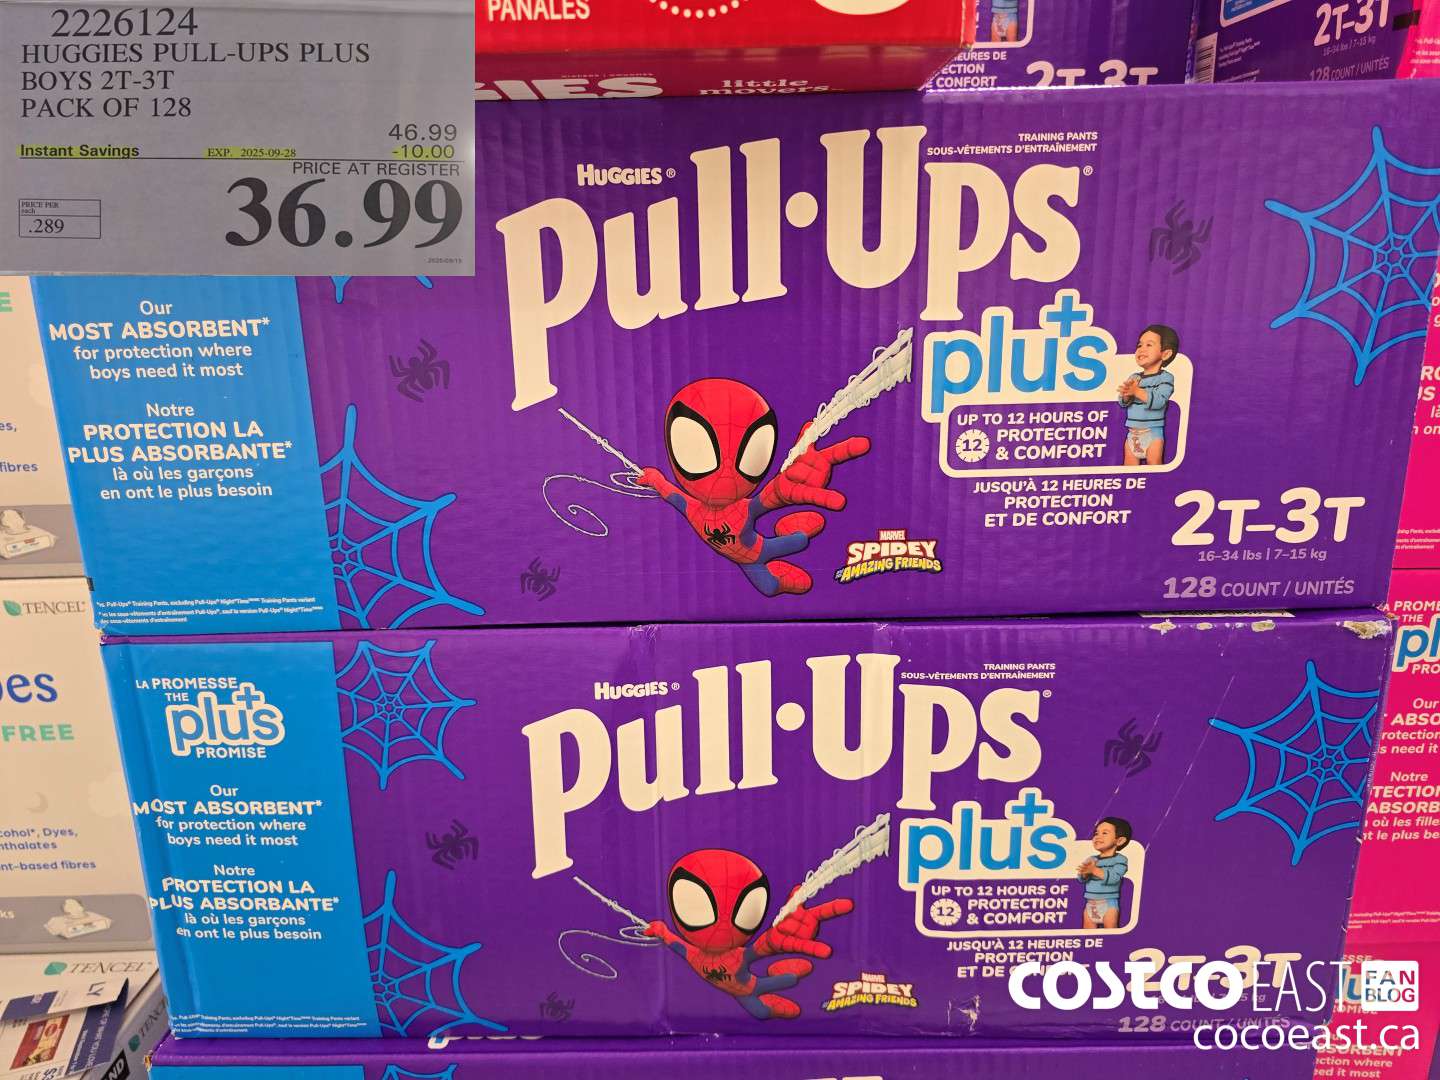 2226124
HUGGIES PULL-UPS PLUS
BOYS 2T-3T
PACK OF 128
46.99
Instant Savings EXP. 2025-09-28 -10.00
PRICE AT REGISTER
36.99
PRICE PER
each
.289
PANALES
little
movers
2T-3T
128 COUNT / UNITÉS
HUGGIES®
Pull-Ups®
TRAINING PANTS
SOUS-VÊTEMENTS D'ENTRAÎNEMENT
plus+
UP TO 12 HOURS OF
12 PROTECTION
& COMFORT
JUSQU'À 12 HEURES DE
PROTECTION
ET DE CONFORT
2T-3T
16-34 lbs | 7-15 kg
128 COUNT / UNITÉS
MARVEL
SPIDEY
AMAZING FRIENDS
Our
MOST ABSORBENT*
for protection where
boys need it most
Notre
PROTECTION LA
PLUS ABSORBANTE*
là où les garçons
en ont le plus besoin
TENCEL
FREE
LA PROMESSE
THE
plus+
PROMISE
Our
MOST ABSORBENT*
for protection where
boys need it most
Notre
PROTECTION LA
PLUS ABSORBANTE*
là où les garçons
en ont le plus besoin
HUGGIES®
Pull-Ups®
TRAINING PANTS
SOUS-VÊTEMENTS D'ENTRAÎNEMENT
plus+
UP TO 12 HOURS OF
12 PROTECTION
& COMFORT
JUSQU'À 12 HEURES DE
PROTECTION
ET DE
2T-3T
128 COUNT / UNITÉS
MARVEL
SPIDEY
AMAZING FRIENDS
TENCEL
COSTCO EAST FAN
BLOG
cocoeast.ca